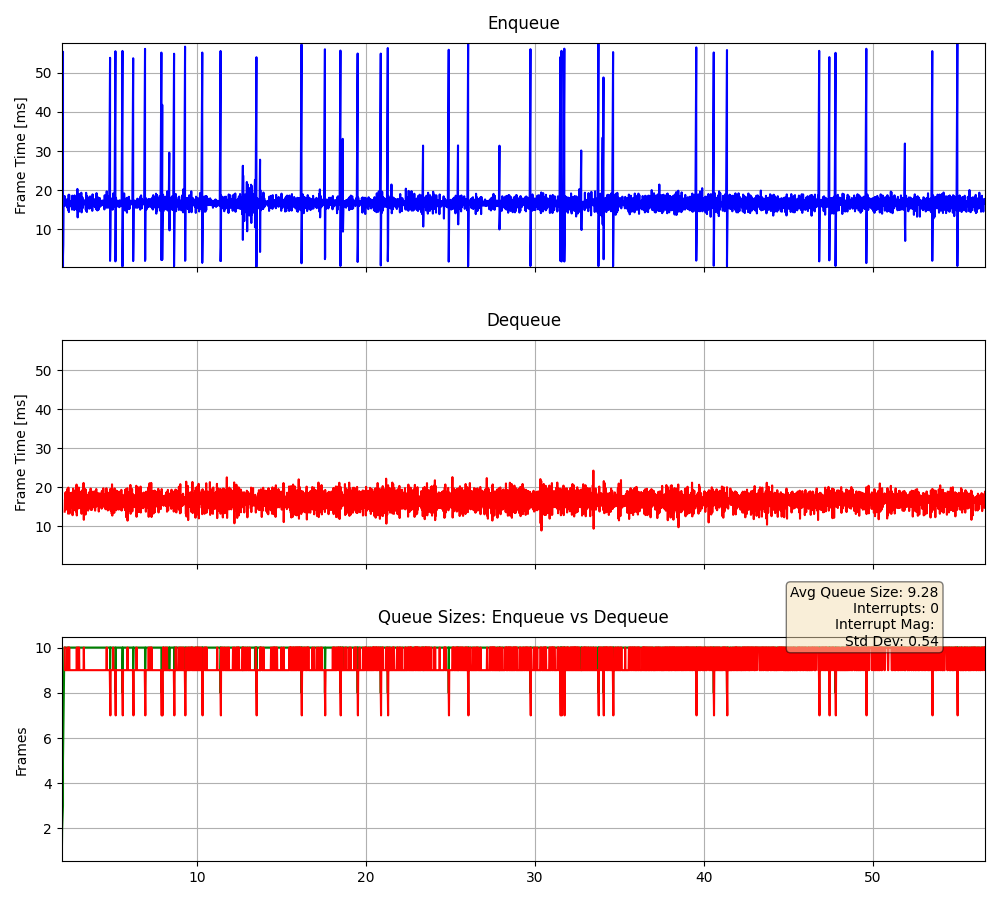 Enqueue
Frame Time [ms]
50
40
30
20
10
Dequeue
Frame Time [ms]
50
40
30
20
10
Avg Queue Size: 9.28
Interrupts: 0
Interrupt Mag:
Std Dev: 0.54
Queue Sizes: Enqueue vs Dequeue
Frames
10
8
6
4
2
10
20
30
40
50